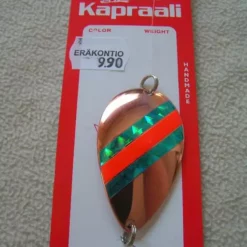 Kapraali
COLOR WEIGHT
ERÄKONTIO
9.90
HANDMADE